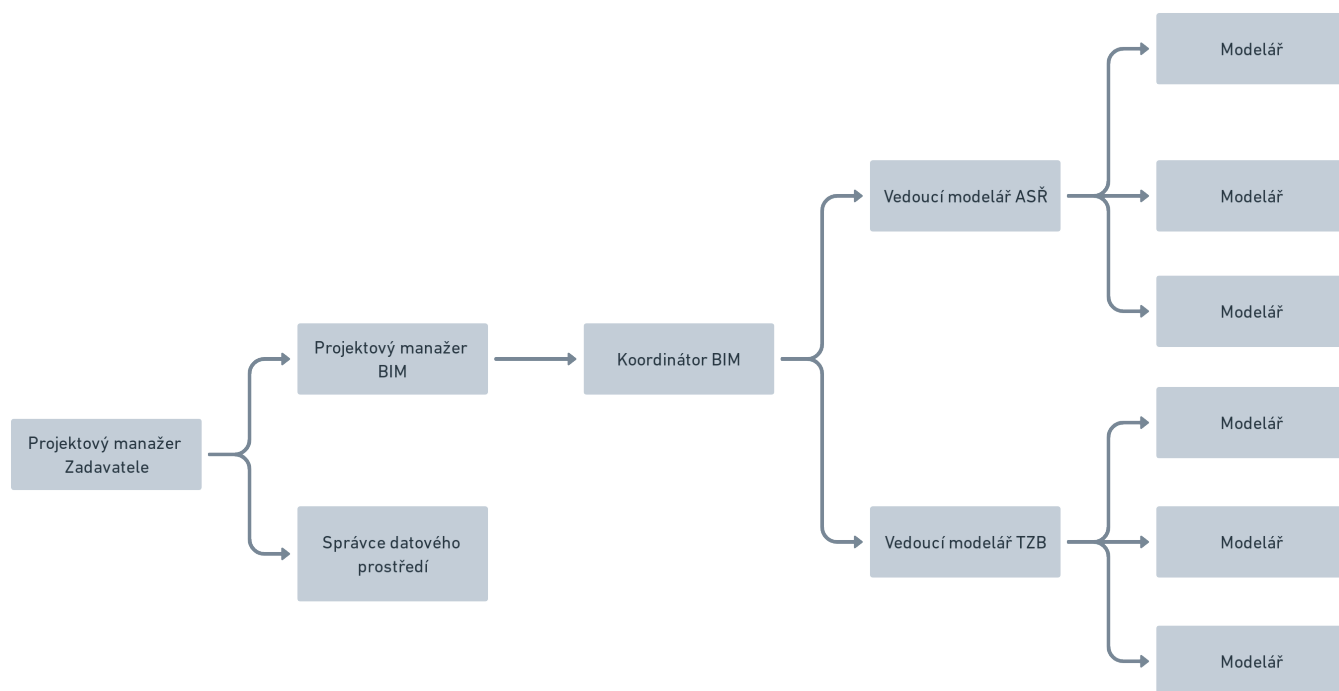 Projektový manažer
Zadavatele
Projektový manažer
BIM
Správce datového
prostředí
Koordinátor BIM
Vedoucí modelář ASŘ
Vedoucí modelář TZB
Modelář
Modelář
Modelář
Modelář
Modelář
Modelář